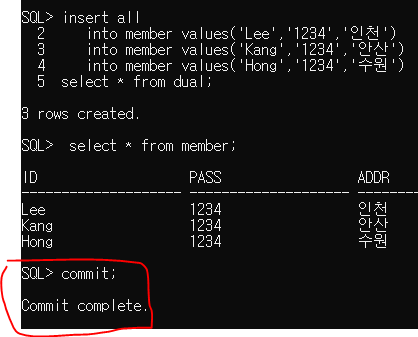 SQL> insert all
2 into member values('Lee','1234','인천')
3 into member values('Kang','1234','안산')
4 into member values('Hong','1234','수원')
5 select * from dual;
3 rows created.
SQL> select * from member;
ID PASS ADDR
-------------------- -------------------- --------
Lee 1234 인천
Kang 1234 안산
Hong 1234 수원
SQL> commit;
Commit complete.